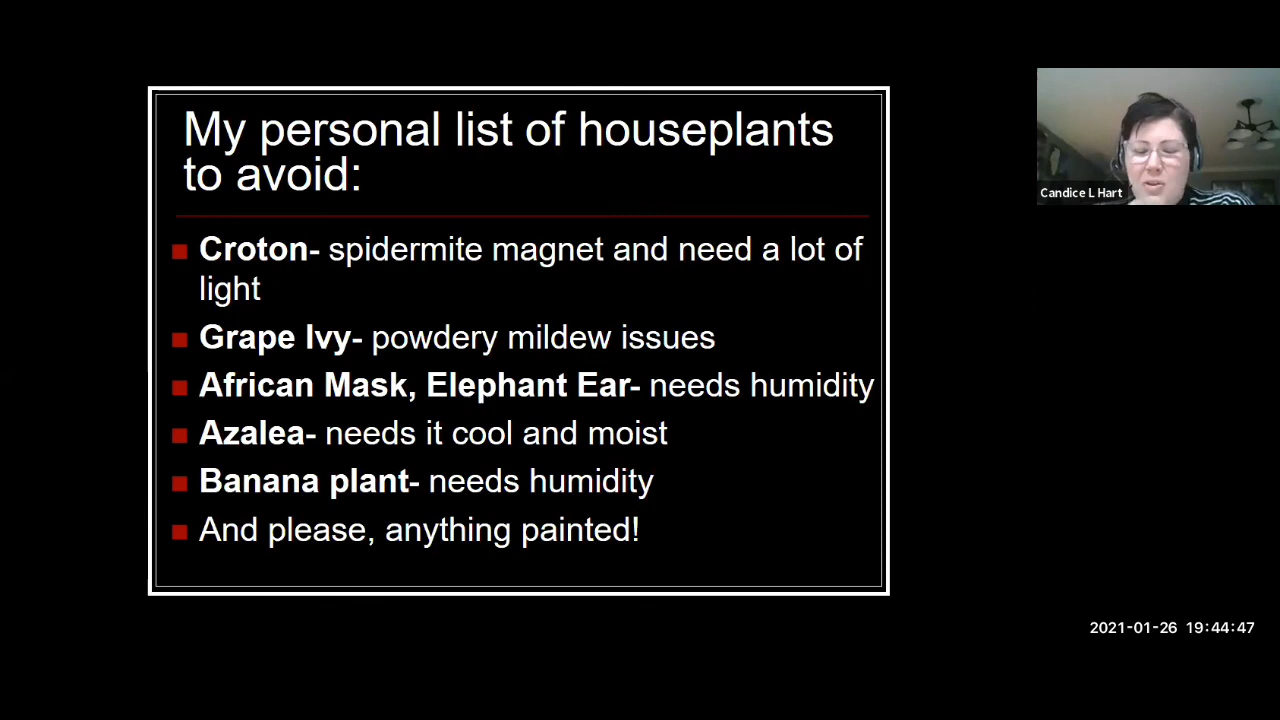 My personal list of houseplants
to avoid:
Croton- spidermite magnet and need a lot of
light
Grape Ivy- powdery mildew issues
African Mask, Elephant Ear- needs humidity
Azalea- needs it cool and moist
Banana plant- needs humidity
And please, anything painted!
Candice L Hart
2021-01-26 19:44:47